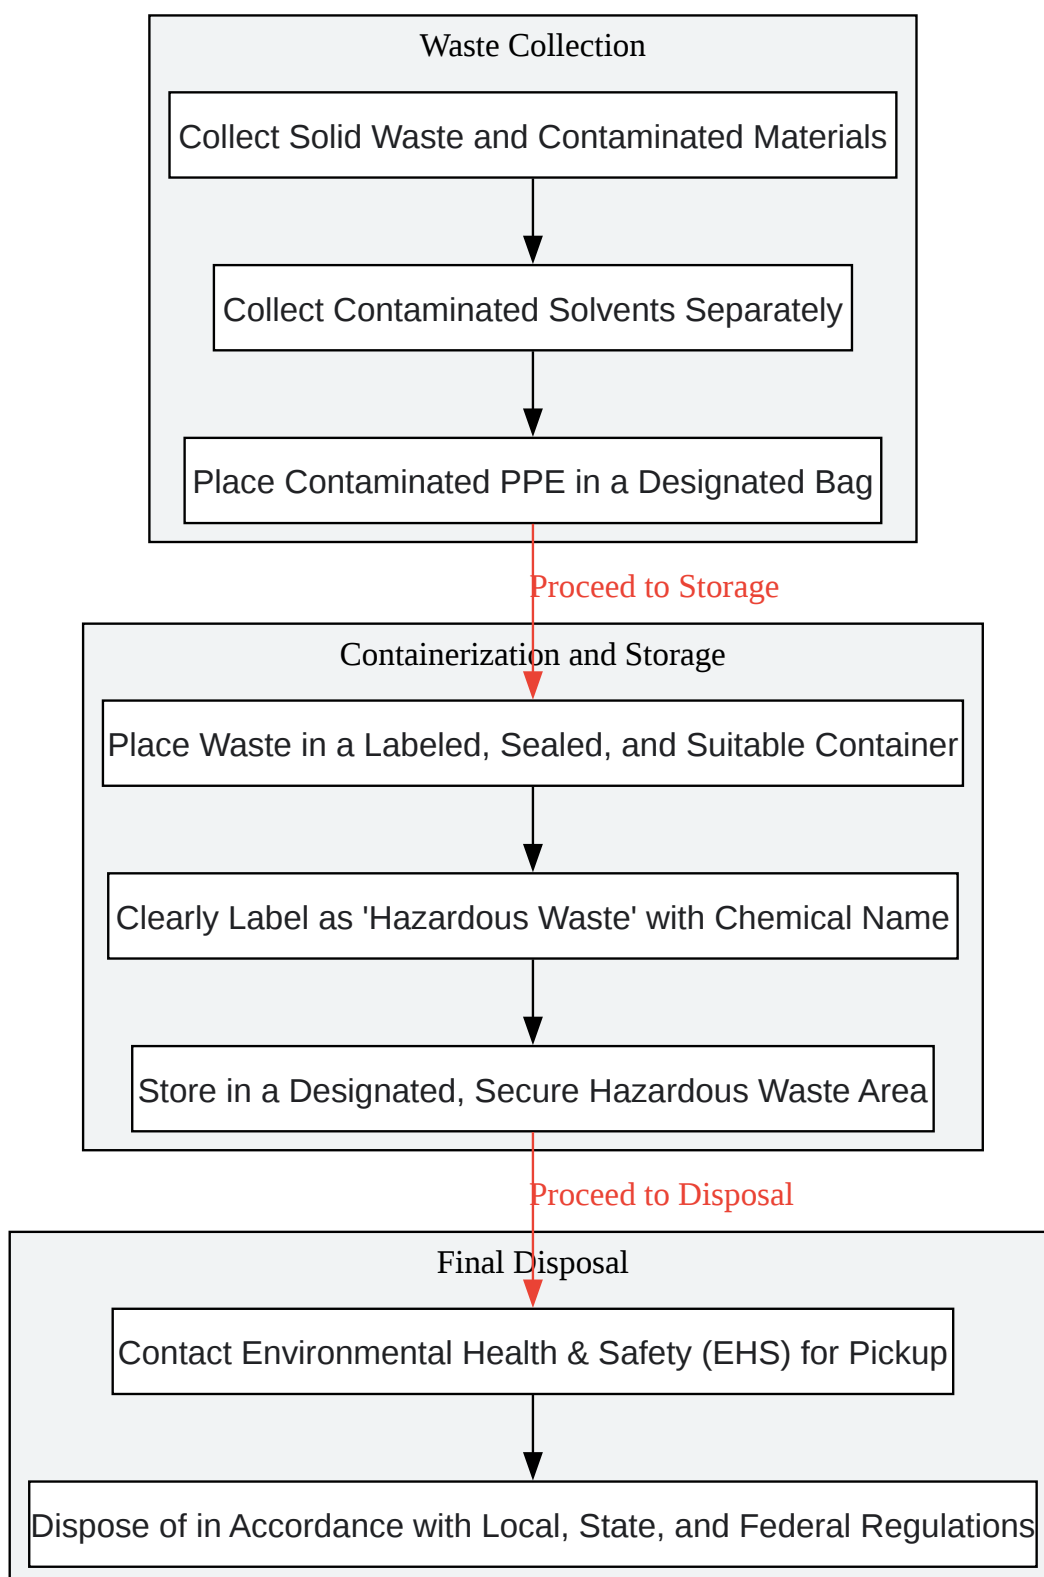 Waste Collection
Collect Solid Waste and Contaminated Materials
Collect Contaminated Solvents Separately
Place Contaminated PPE in a Designated Bag
Proceed to Storage
Containerization and Storage
Place Waste in a Labeled, Sealed, and Suitable Container
Clearly Label as 'Hazardous Waste' with Chemical Name
Store in a Designated, Secure Hazardous Waste Area
Proceed to Disposal
Final Disposal
Contact Environmental Health & Safety (EHS) for Pickup
Dispose of in Accordance with Local, State, and Federal Regulations